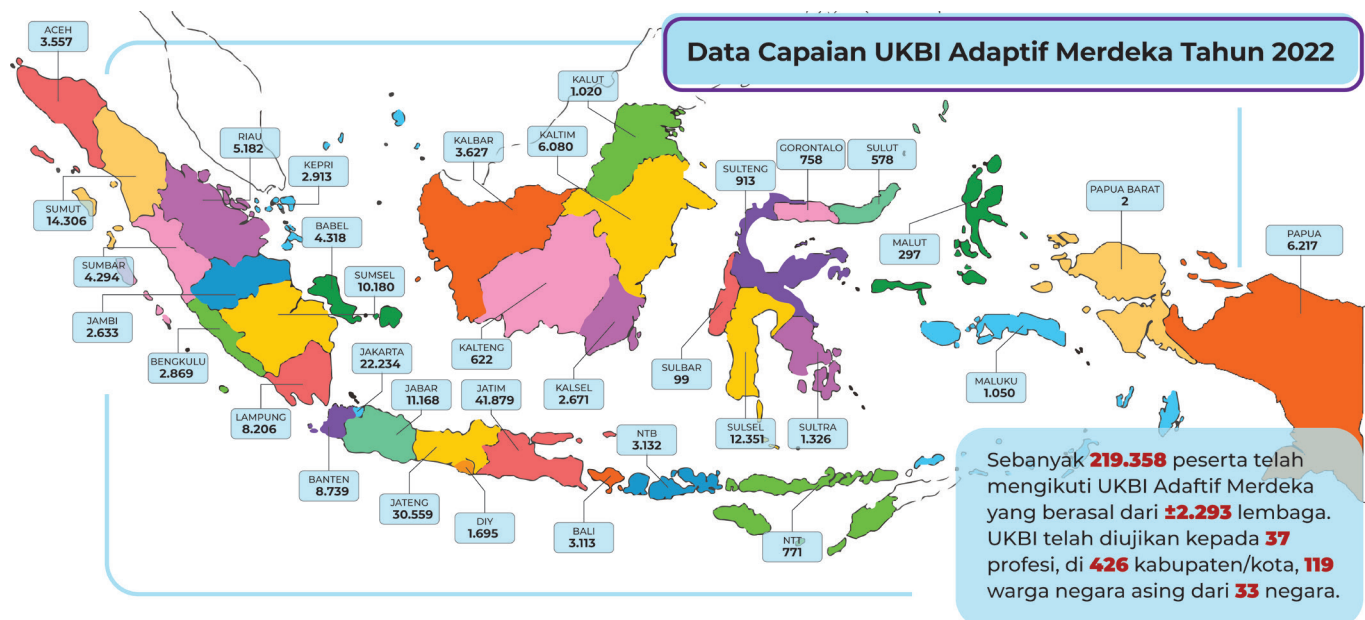 Data Capaian UKBI Adaptif Merdeka Tahun 2022
ACEH
3.557
SUMUT
14.306
RIAU
5.182
KEPRI
2.913
SUMBAR
4.294
BABEL
4.318
SUMSEL
10.180
JAMBI
2.633
BENGKULU
2.869
LAMPUNG
8.206
JAKARTA
22.234
JABAR
11.168
JATIM
41.879
BANTEN
8.739
JATENG
30.559
DIY
1.695
BALI
3.113
NTB
3.132
NTT
771
KALBAR
3.627
KALUT
1.020
KALTIM
6.080
KALTENG
622
KALSEL
2.671
SULTENG
913
GORONTALO
758
SULUT
578
SULBAR
99
SULSEL
12.351
SULTRA
1.326
MALUT
297
MALUKU
1.050
PAPUA BARAT
2
PAPUA
6.217
Sebanyak 219.358 peserta telah
mengikuti UKBI Adaftif Merdeka
yang berasal dari ±2.293 lembaga.
UKBI telah diujikan kepada 37
profesi, di 426 kabupaten/kota, 119
warga negara asing dari 33 negara.